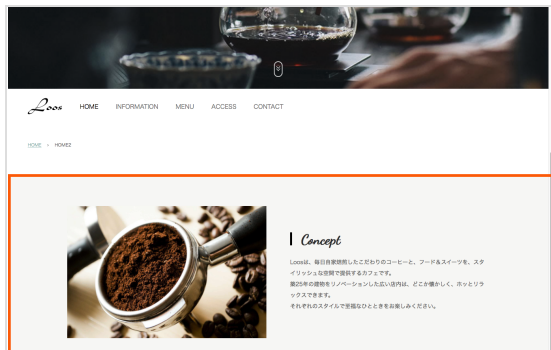 Loos HOME INFORMATION MENU ACCESS CONTACT
HOME > HOME2
Concept
Loosは、毎日自家焙煎したこだわりのコーヒーと、フード&スイーツを、スタ
イリッシュな空間で提供するカフェです。
築25年の建物をリノベーションした広い店内は、どこか懐かしく、ホッとリラ
ックスできます。
それぞれのスタイルで至福なひとときをお楽しみください。